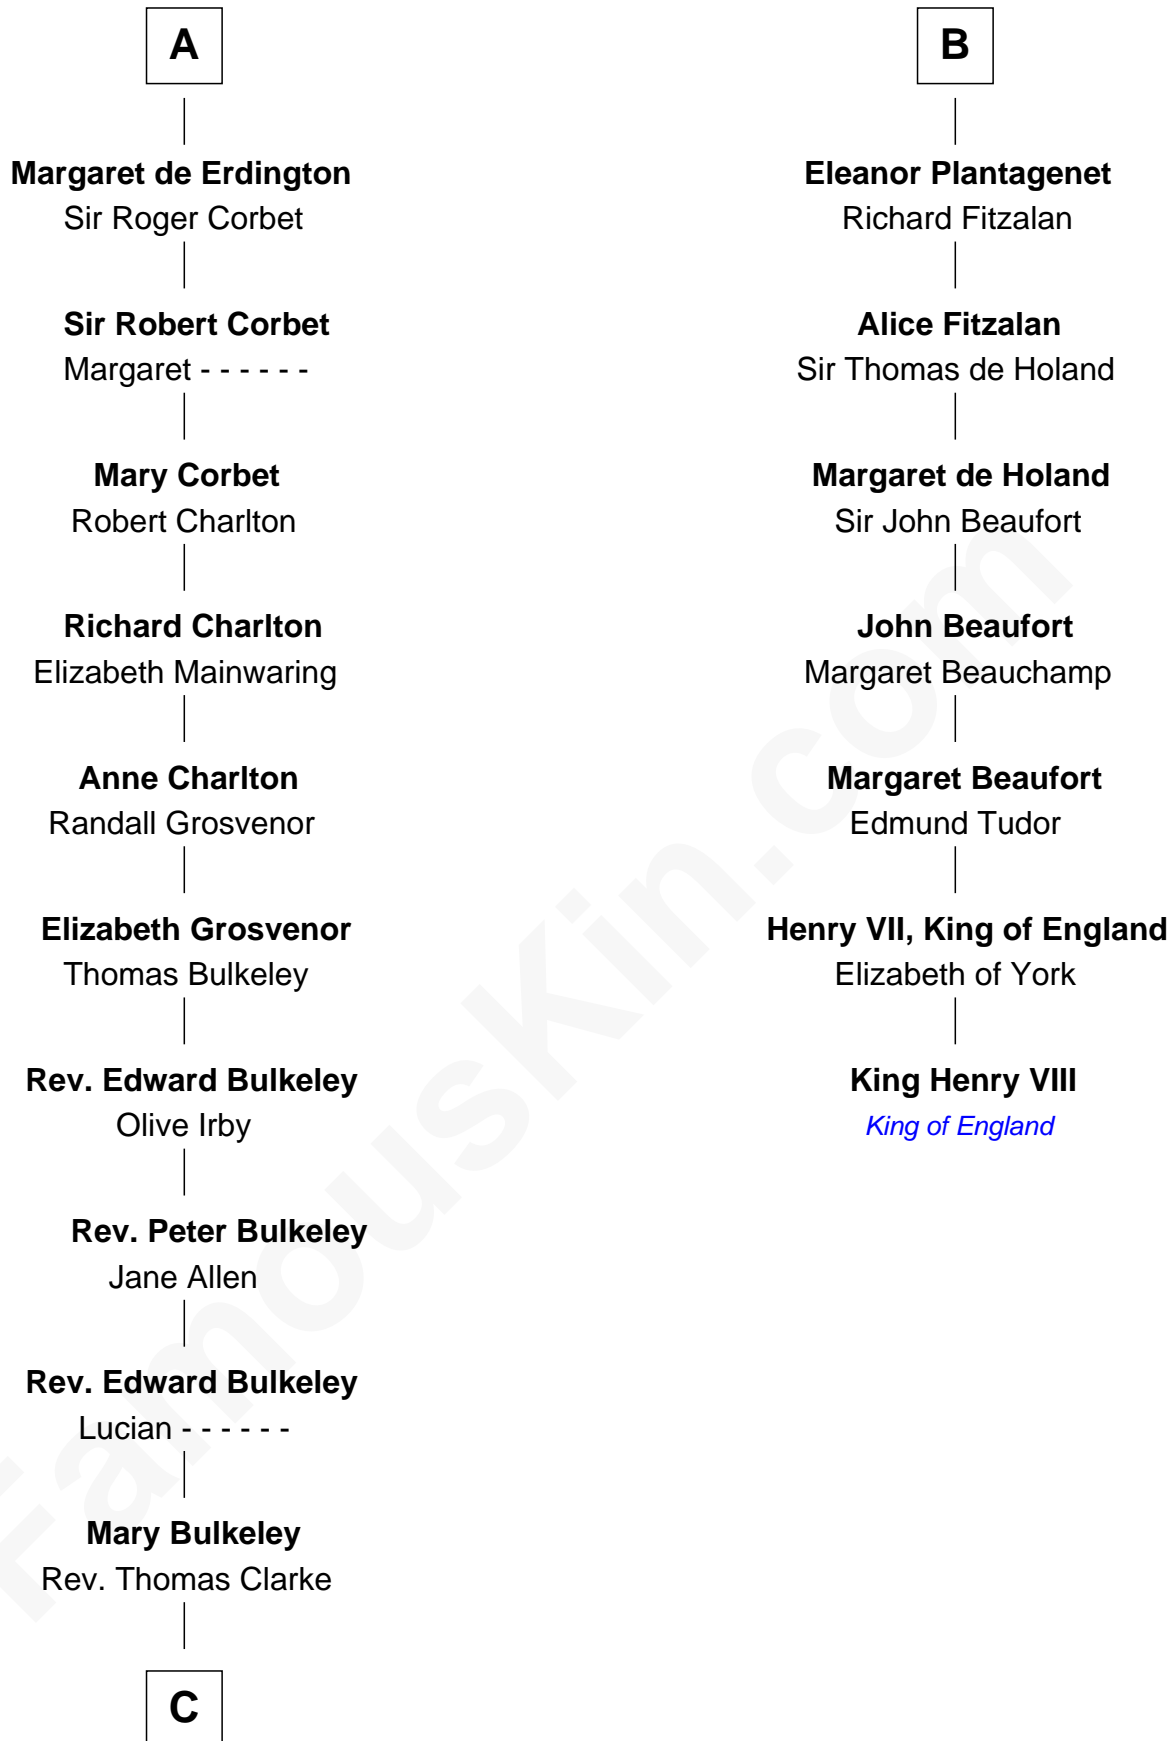 A
Margaret de Erdington
Sir Roger Corbet
Sir Robert Corbet
Margaret - - - - - -
Mary Corbet
Robert Charlton
Richard Charlton
Elizabeth Mainwaring
Anne Charlton
Randall Grosvenor
Elizabeth Grosvenor
Thomas Bulkeley
Rev. Edward Bulkeley
Olive Irby
Rev. Peter Bulkeley
Jane Allen
Rev. Edward Bulkeley
Lucian - - - - - -
Mary Bulkeley
Rev. Thomas Clarke
C
B
Eleanor Plantagenet
Richard Fitzalan
Alice Fitzalan
Sir Thomas de Holand
Margaret de Holand
Sir John Beaufort
John Beaufort
Margaret Beauchamp
Margaret Beaufort
Edmund Tudor
Henry VII, King of England
Elizabeth of York
King Henry VIII
King of England
FamousKin.com